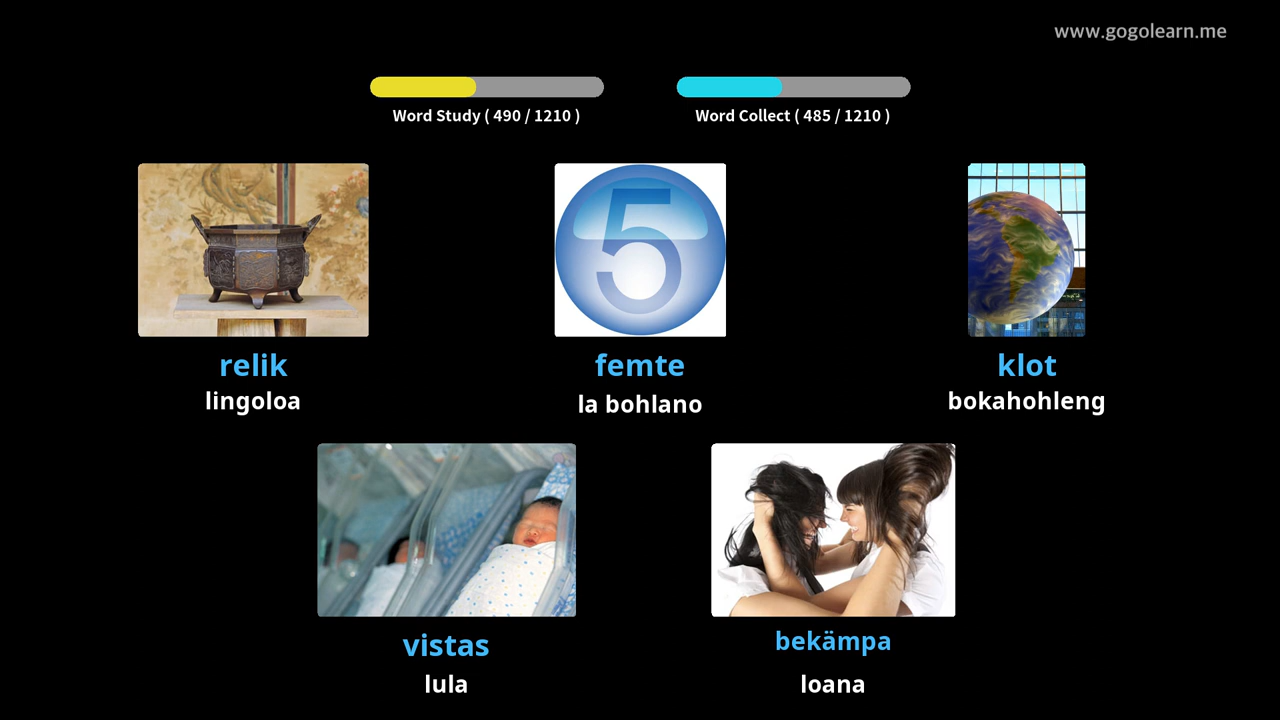 www.gogolearn.me
Word Study ( 490 / 1210 )
Word Collect ( 485 / 1210 )
5
relik
lingoloa
femte
la bohlano
klot
bokahohleng
vistas
lula
bekämpa
loana